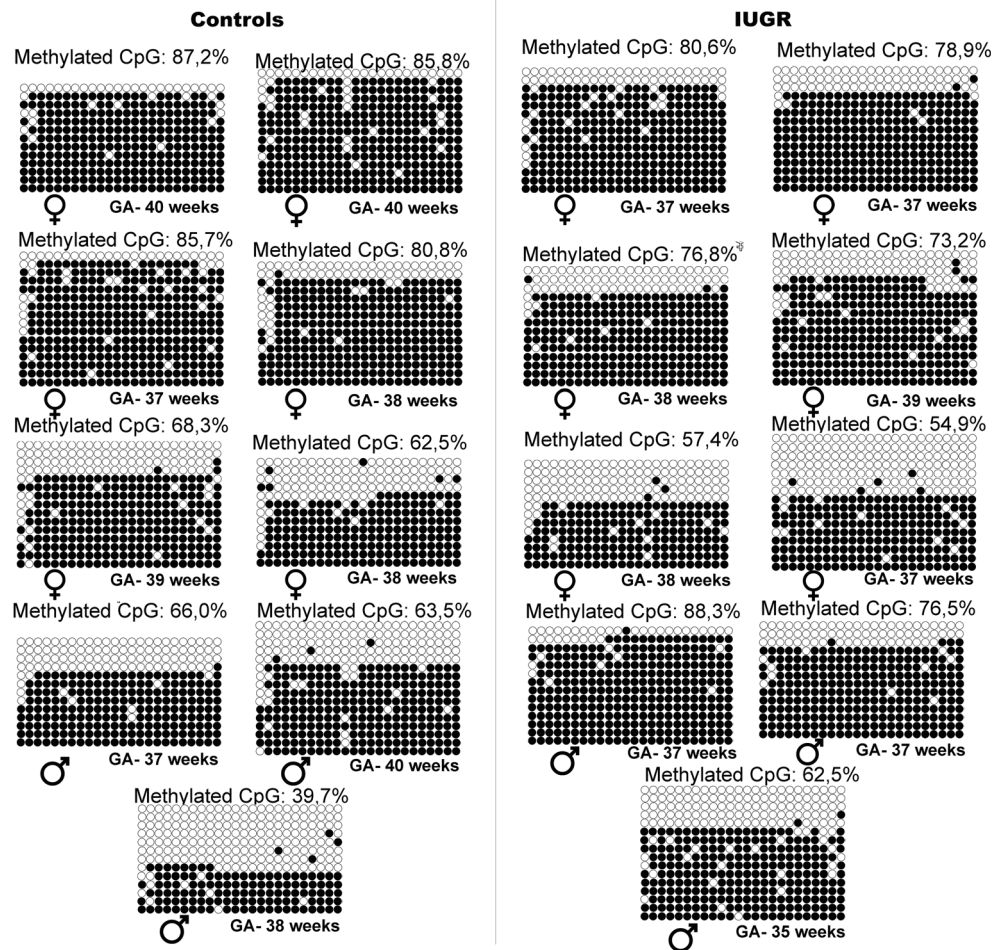 Controls
IUGR
Methylated CpG: 87,2%
Methylated CpG: 85,8%
GA- 40 weeks
GA- 40 weeks
Methylated CpG: 85,7%
Methylated CpG: 80,8%
GA- 37 weeks
GA- 38 weeks
Methylated CpG: 68,3%
Methylated CpG: 62,5%
GA- 39 weeks
GA- 38 weeks
Methylated CpG: 66,0%
Methylated CpG: 63,5%
GA- 37 weeks
GA- 40 weeks
Methylated CpG: 39,7%
GA- 38 weeks
Methylated CpG: 80,6%
Methylated CpG: 78,9%
GA- 37 weeks
GA- 37 weeks
Methylated CpG: 76,8%
Methylated CpG: 73,2%
GA- 38 weeks
GA- 39 weeks
Methylated CpG: 57,4%
Methylated CpG: 54,9%
GA- 38 weeks
GA- 37 weeks
Methylated CpG: 88,3%
Methylated CpG: 76,5%
GA- 37 weeks
GA- 37 weeks
Methylated CpG: 62,5%
GA- 35 weeks